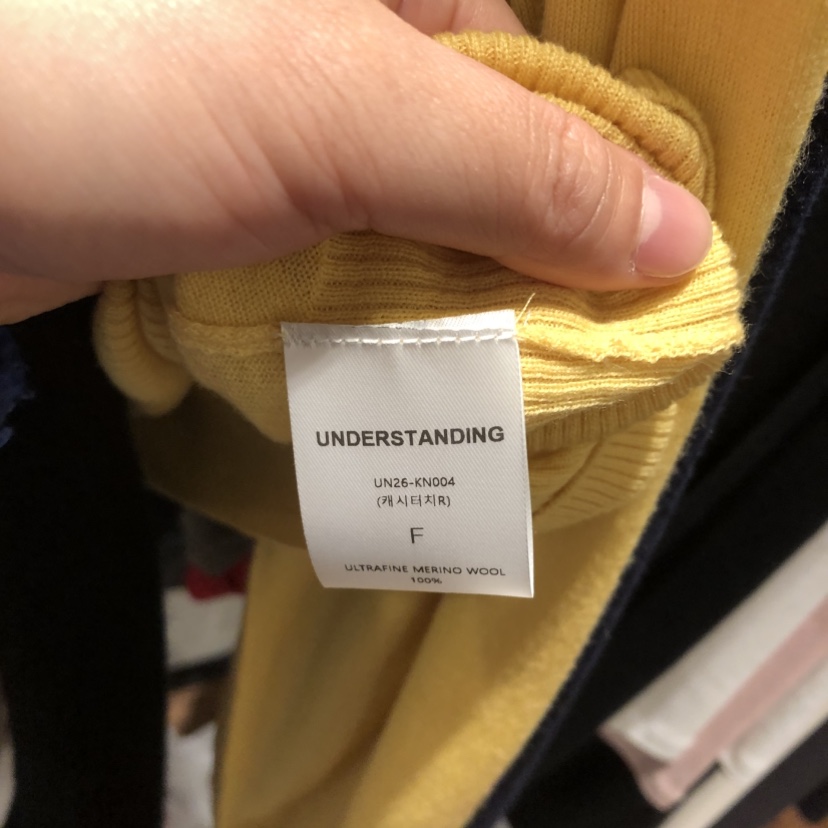 UNDERSTANDING
UN26-KN004
(캐시터치R)
F
ULTRAFINE MERINO WOOL
100%